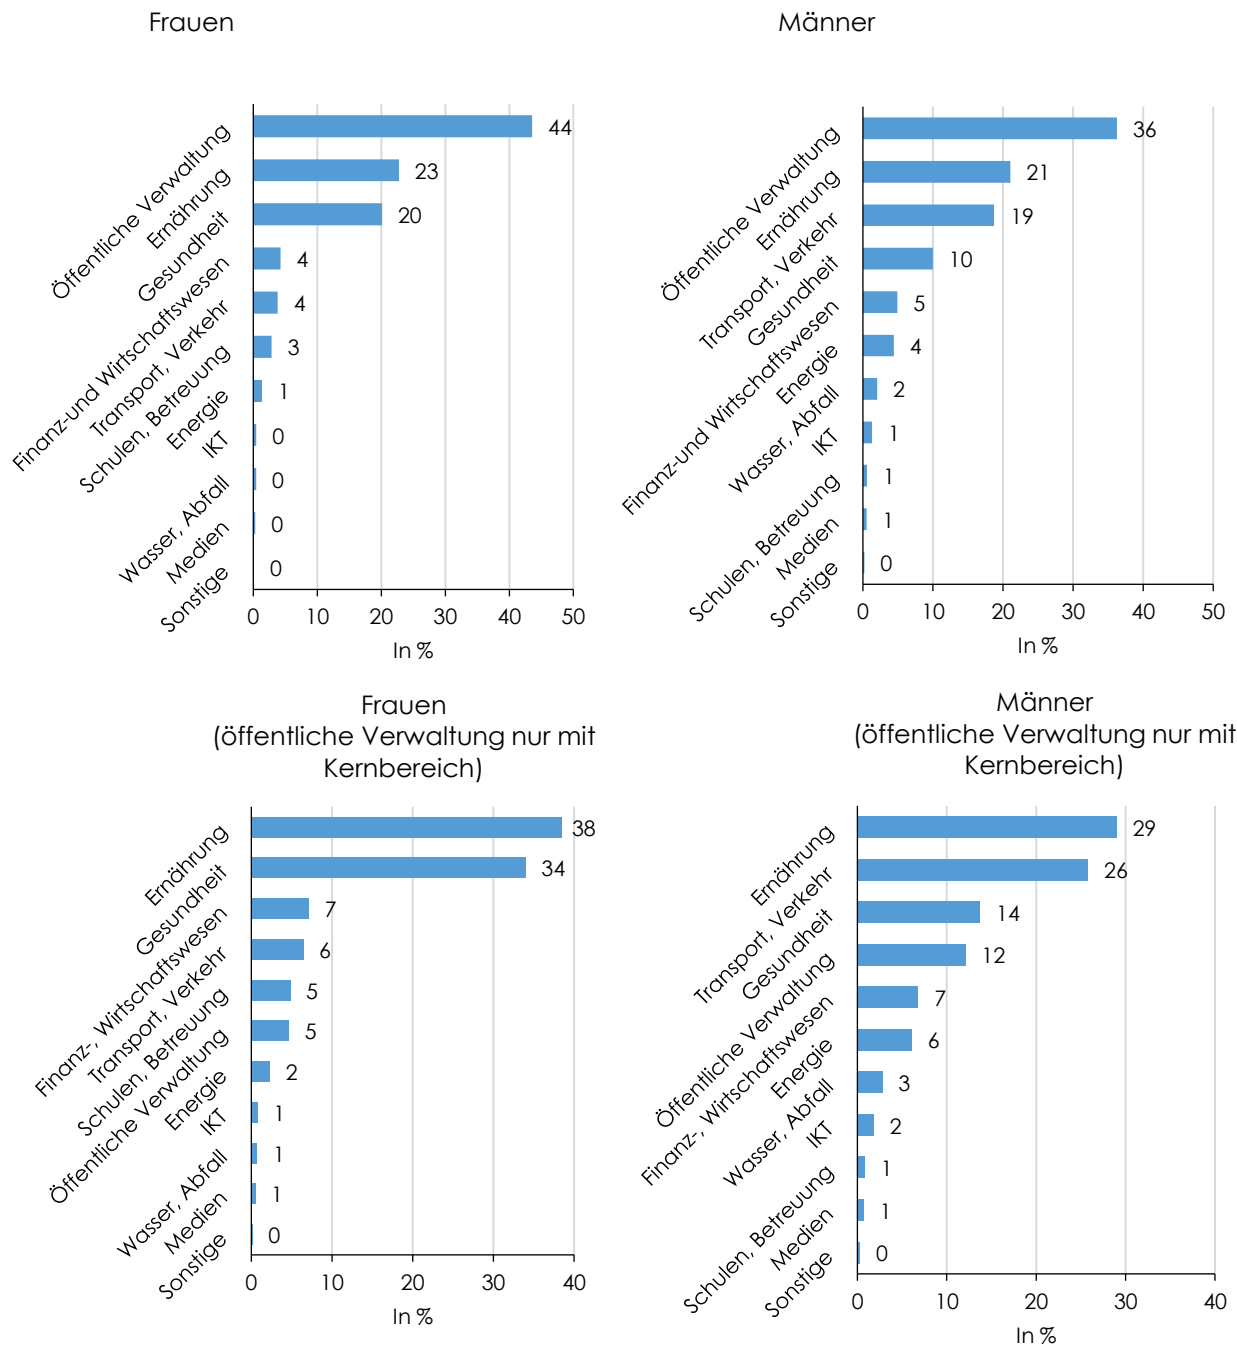 Frauen
Öffentliche Verwaltung 44
Ernährung 23
Gesundheit 20
Finanz-und Wirtschaftswesen 4
Transport, Verkehr 4
Schulen, Betreuung 3
Energie 1
IKT 0
Wasser, Abfall 0
Medien 0
Sonstige 0
0 10 20 30 40 50
In %
Männer
Öffentliche Verwaltung 36
Ernährung 21
Transport, Verkehr 19
Gesundheit 10
Finanz-und Wirtschaftswesen 5
Energie 4
Wasser, Abfall 2
IKT 1
Schulen, Betreuung 1
Medien 1
Sonstige 0
0 10 20 30 40 50
In %
Frauen
(öffentliche Verwaltung nur mit
Kernbereich)
Ernährung 38
Gesundheit 34
Finanz-, Wirtschaftswesen 7
Transport, Verkehr 6
Schulen, Betreuung 5
Öffentliche Verwaltung 5
Energie 2
IKT 1
Wasser, Abfall 1
Medien 1
Sonstige 0
0 10 20 30 40
In %
Männer
(öffentliche Verwaltung nur mit
Kernbereich)
Ernährung 29
Transport, Verkehr 26
Gesundheit 14
Öffentliche Verwaltung 12
Finanz-, Wirtschaftswesen 7
Energie 6
Wasser, Abfall 3
IKT 2
Schulen, Betreuung 1
Medien 1
Sonstige 0
0 10 20 30 40
In %